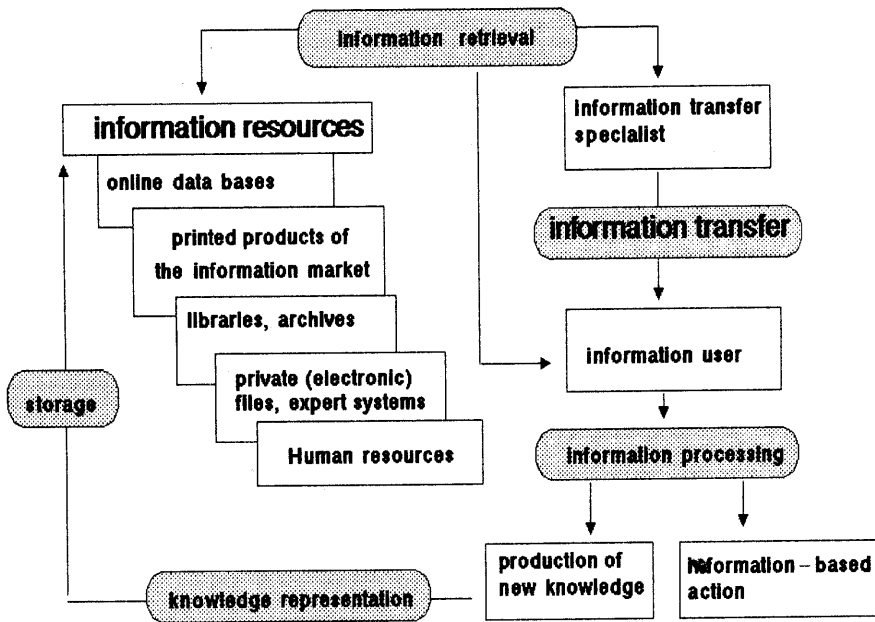 information retrieval
information resources
online data bases
printed products of
the information market
libraries, archives
private (electronic)
files, expert systems
Human resources
information transfer
specialist
information transfer
information user
information processing
production of
new knowledge
information-based
action
knowledge representation
storage